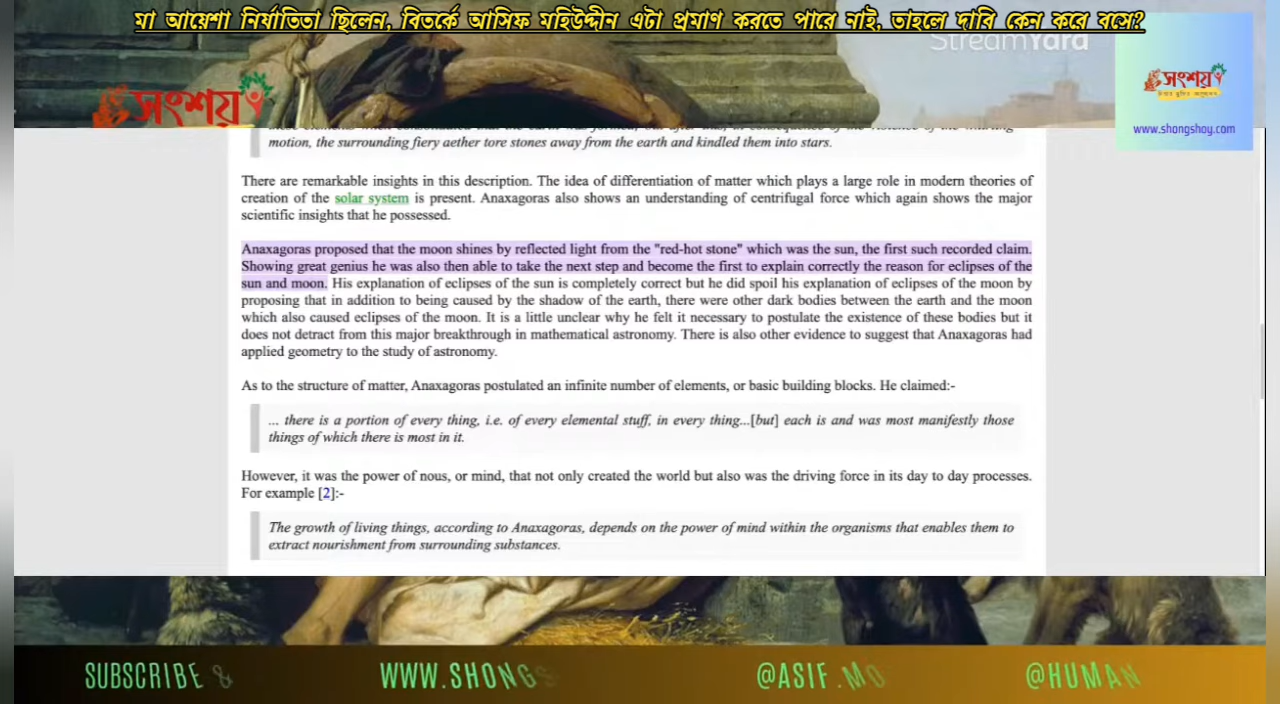 মা আয়েশা নির্যাতিতা ছিলেন, বিতর্কে আসিফ মহিউদ্দীন এটা প্রমাণ করতে পারে নাই, তাহলে দাবি কেন করে বসে?
StreamYard
সংশয়
সংশয়
www.shongshoy.com
motion, the surrounding fiery aether tore stones away from the earth and kindled them into stars.
There are remarkable insights in this description. The idea of differentiation of matter which plays a large role in modern theories of
creation of the solar system is present. Anaxagoras also shows an understanding of centrifugal force which again shows the major
scientific insights that he possessed.
Anaxagoras proposed that the moon shines by reflected light from the "red-hot stone" which was the sun, the first such recorded claim.
Showing great genius he was also then able to take the next step and become the first to explain correctly the reason for eclipses of the
sun and moon. His explanation of eclipses of the sun is completely correct but he did spoil his explanation of eclipses of the moon by
proposing that in addition to being caused by the shadow of the earth, there were other dark bodies between the earth and the moon
which also caused eclipses of the moon. It is a little unclear why he felt it necessary to postulate the existence of these bodies but it
does not detract from this major breakthrough in mathematical astronomy. There is also other evidence to suggest that Anaxagoras had
applied geometry to the study of astronomy.
As to the structure of matter, Anaxagoras postulated an infinite number of elements, or basic building blocks. He claimed:-
... there is a portion of every thing, i.e. of every elemental stuff, in every thing...[but] each is and was most manifestly those
things of which there is most in it.
However, it was the power of nous, or mind, that not only created the world but also was the driving force in its day to day processes.
For example [2]:-
The growth of living things, according to Anaxagoras, depends on the power of mind within the organisms that enables them to
extract nourishment from surrounding substances.
SUBSCRIBE & WWW.SHONGS @ASIF.MO @HUMAN